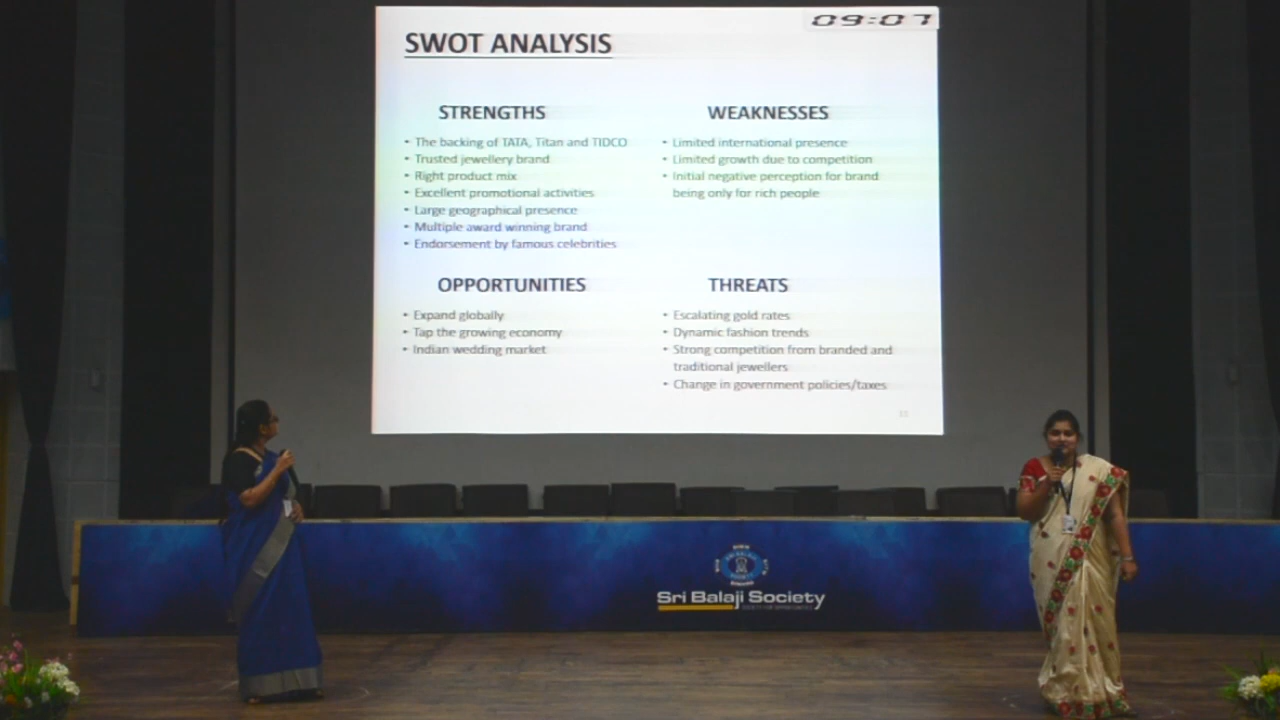 09:07
SWOT ANALYSIS
STRENGTHS
• The backing of TATA, Titan and TIDCO
• Trusted jewellery brand
• Right product mix
• Excellent promotional activities
• Large geographical presence
• Multiple award winning brand
• Endorsement by famous celebrities
WEAKNESSES
• Limited international presence
• Limited growth due to competition
• Initial negative perception for brand
being only for rich people
OPPORTUNITIES
• Expand globally
• Tap the growing economy
• Indian wedding market
THREATS
• Escalating gold rates
• Dynamic fashion trends
• Strong competition from branded and
traditional jewellers
• Change in government policies/taxes
Sri Balaji Society